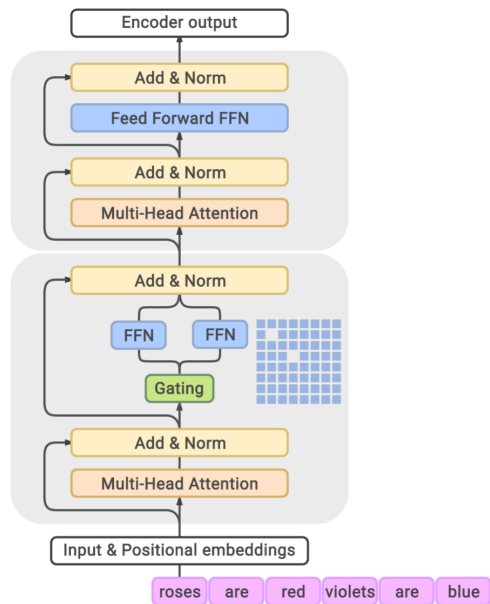 Encoder output
Add & Norm
Feed Forward FFN
Add & Norm
Multi-Head Attention
Add & Norm
FFN FFN
Gating
Add & Norm
Multi-Head Attention
Input & Positional embeddings
roses are red violets are blue